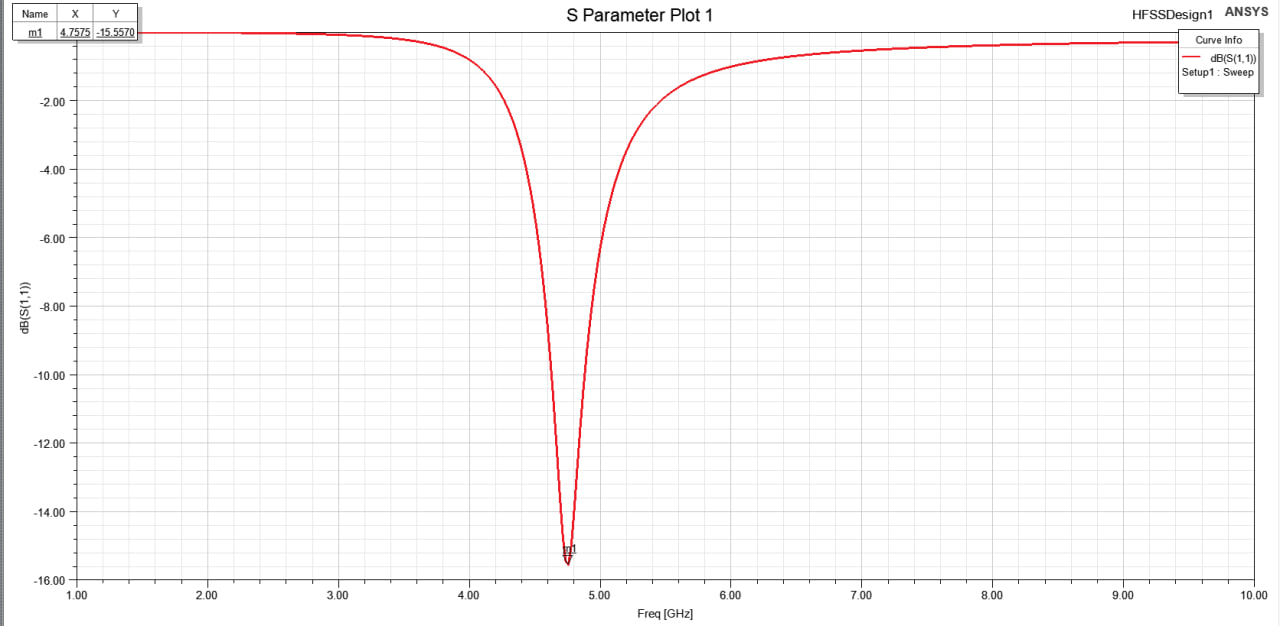 Name X Y
m1 4.7575 -15.5570
S Parameter Plot 1
HFSSDesign1 ANSYS
Curve Info
dB(S(1,1))
Setup1 : Sweep
-2.00
-4.00
-6.00
-8.00
-10.00
-12.00
-14.00
-16.00
dB(S(1,1))
m1
1.00 2.00 3.00 4.00 5.00 6.00 7.00 8.00 9.00 10.00
Freq [GHz]